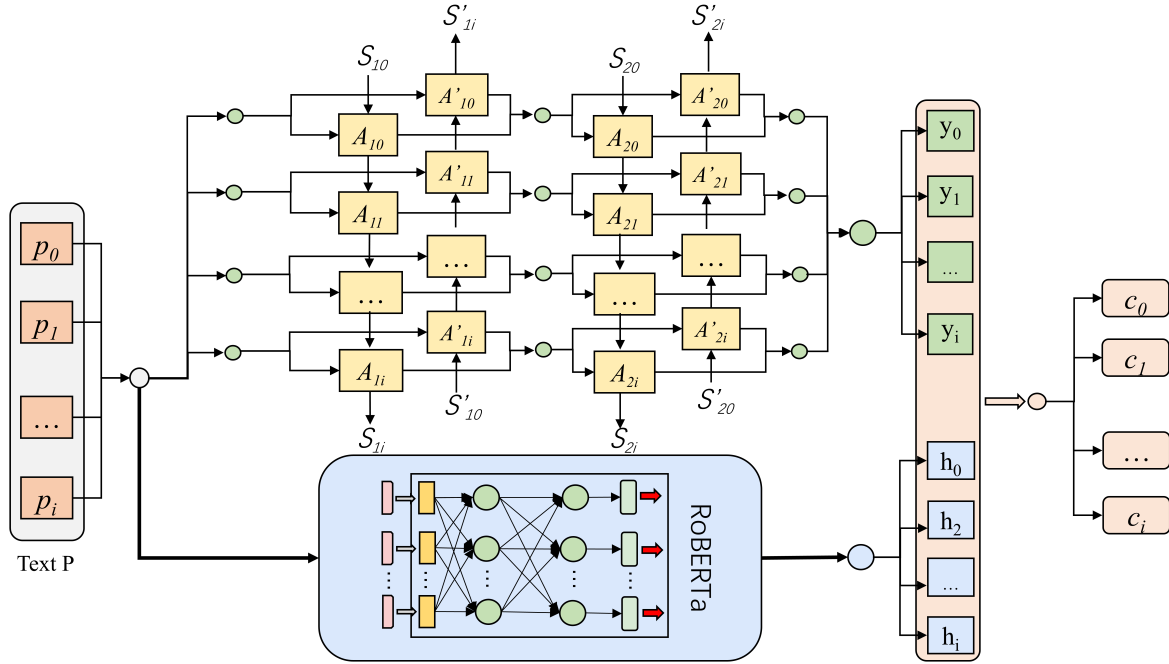 S'1i
S'2i
S10
S20
A'10
A'20
A10
A20
A'11
A'21
A11
A21
...
...
...
...
A'1i
A'2i
A1i
A2i
S'10
S'20
S1i
S2i
p0
p1
...
pi
Text P
RoBERTa
y0
y1
...
yi
h0
h2
...
hi
c0
c1
...
ci